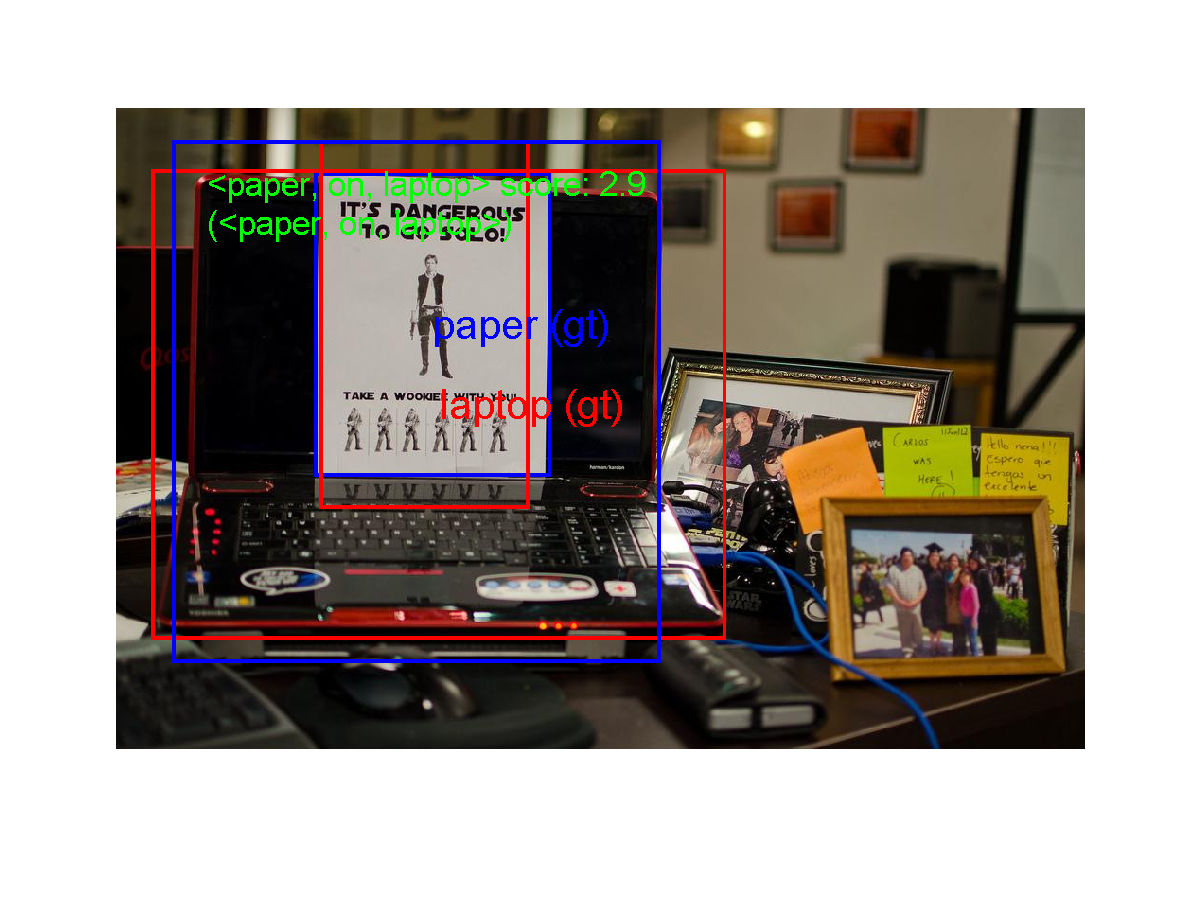 <paper, on, laptop> score: 2.9
(<paper, on, laptop>)
IT'S DANGEROUS
TO GO SOLO!
paper (gt)
TAKE A WOOKIEE WITH YOU!
laptop (gt)
harman/kardon
TOSHIBA
CARLOS
WAS
HERE!
Hello nena!!!
Espero que
tengas un
excelente
STAR
WARS